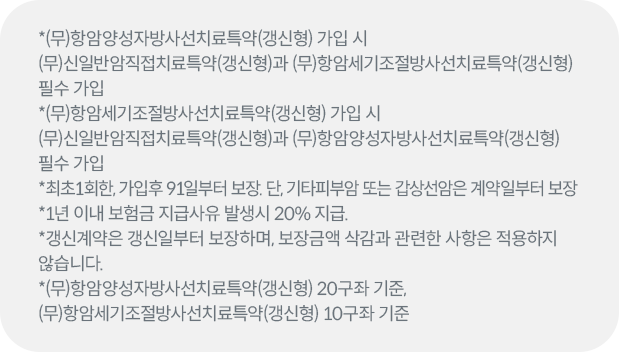 *(무)항암양성자방사선치료특약(갱신형) 가입 시
(무)신일반암직접치료특약(갱신형)과 (무)항암세기조절방사선치료특약(갱신형)
필수 가입
*(무)항암세기조절방사선치료특약(갱신형) 가입 시
(무)신일반암직접치료특약(갱신형)과 (무)항암양성자방사선치료특약(갱신형)
필수 가입
*최초1회한, 가입후 91일부터 보장. 단, 기타피부암 또는 갑상선암은 계약일부터 보장
*1년 이내 보험금 지급사유 발생시 20% 지급.
*갱신계약은 갱신일부터 보장하며, 보장금액 삭감과 관련한 사항은 적용하지
않습니다.
*(무)항암양성자방사선치료특약(갱신형) 20구좌 기준,
(무)항암세기조절방사선치료특약(갱신형) 10구좌 기준